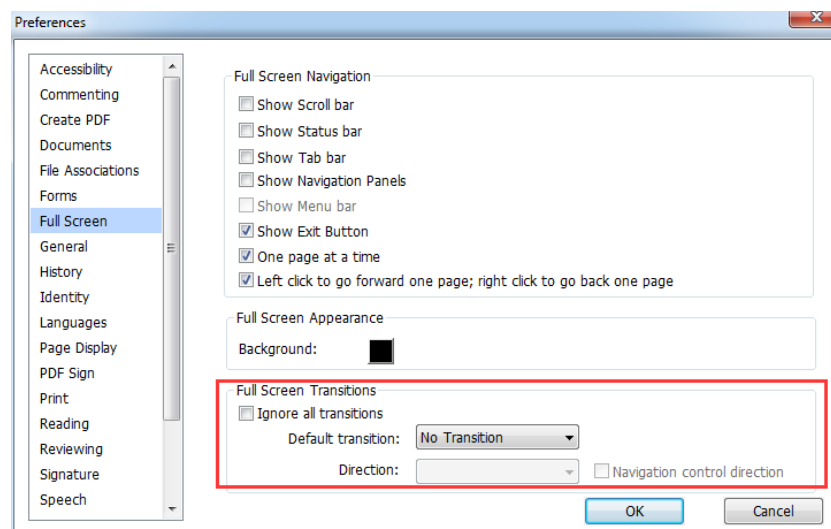 Preferences
Accessibility
Commenting
Create PDF
Documents
File Associations
Forms
Full Screen
General
History
Identity
Languages
Page Display
PDF Sign
Print
Reading
Reviewing
Signature
Speech
Full Screen Navigation
Show Scroll bar
Show Status bar
Show Tab bar
Show Navigation Panels
Show Menu bar
Show Exit Button
One page at a time
Left click to go forward one page; right click to go back one page
Full Screen Appearance
Background:
Full Screen Transitions
Ignore all transitions
Default transition: No Transition
Direction: Navigation control direction
OK Cancel